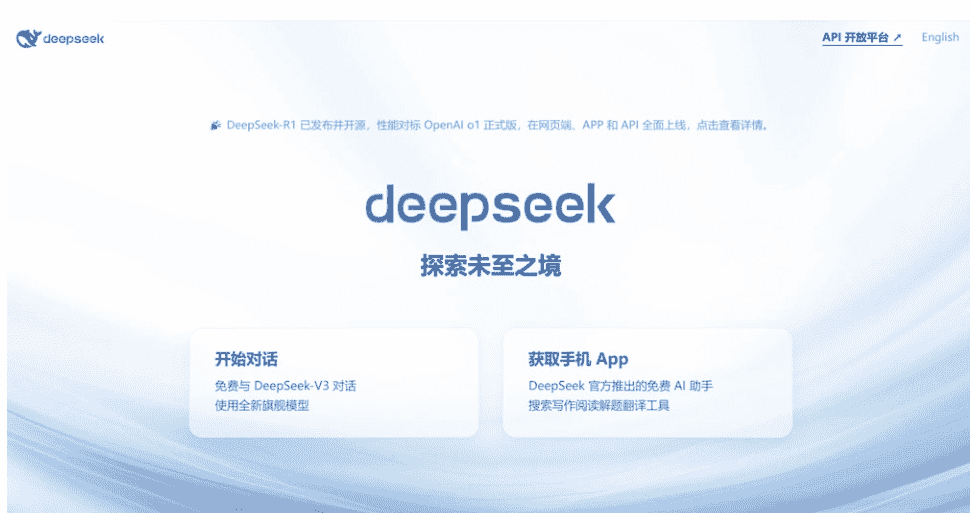 deepseek
API 开放平台 ↗
English
DeepSeek-R1 已发布并开源，性能对标 OpenAI o1 正式版，在网页端、APP 和 API 全面上线，点击查看详情。
deepseek
探索未至之境
开始对话
免费与 DeepSeek-V3 对话
使用全新旗舰模型
获取手机 App
DeepSeek 官方推出的免费 AI 助手
搜索写作阅读解题翻译工具